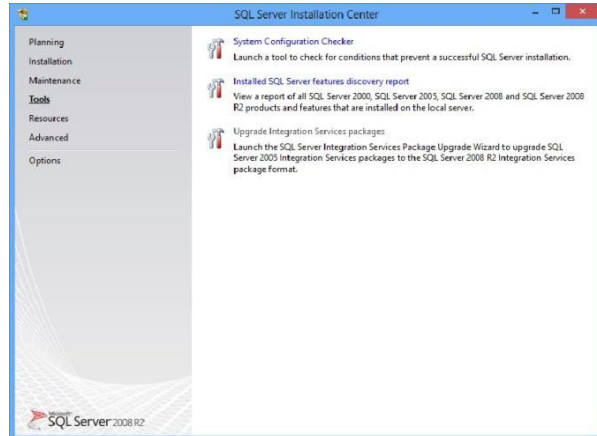 SQL Server Installation Center
Planning
Installation
Maintenance
Tools
Resources
Advanced
Options
System Configuration Checker
Launch a tool to check for conditions that prevent a successful SQL Server installation.
Installed SQL Server features discovery report
View a report of all SQL Server 2000, SQL Server 2005, SQL Server 2008 and SQL Server 2008
R2 products and features that are installed on the local server.
Upgrade Integration Services packages
Launch the SQL Server Integration Services Package Upgrade Wizard to upgrade SQL
Server 2005 Integration Services packages to the SQL Server 2008 R2 Integration Services
package format.
Microsoft
SQL Server 2008 R2